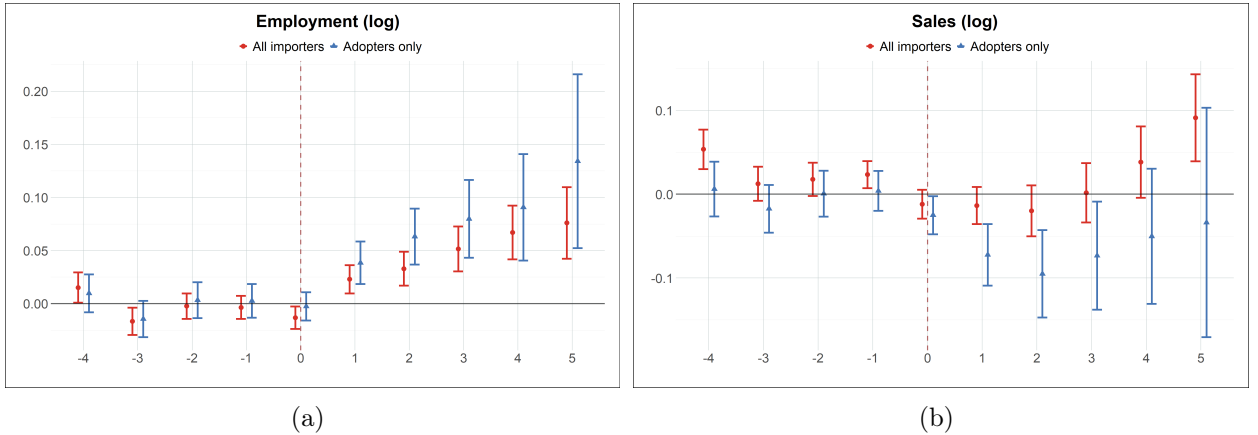 Employment (log)
All importers Adopters only
0.20
0.15
0.10
0.05
0.00
-4 -3 -2 -1 0 1 2 3 4 5
(a)
Sales (log)
All importers Adopters only
0.1
0.0
-0.1
-4 -3 -2 -1 0 1 2 3 4 5
(b)